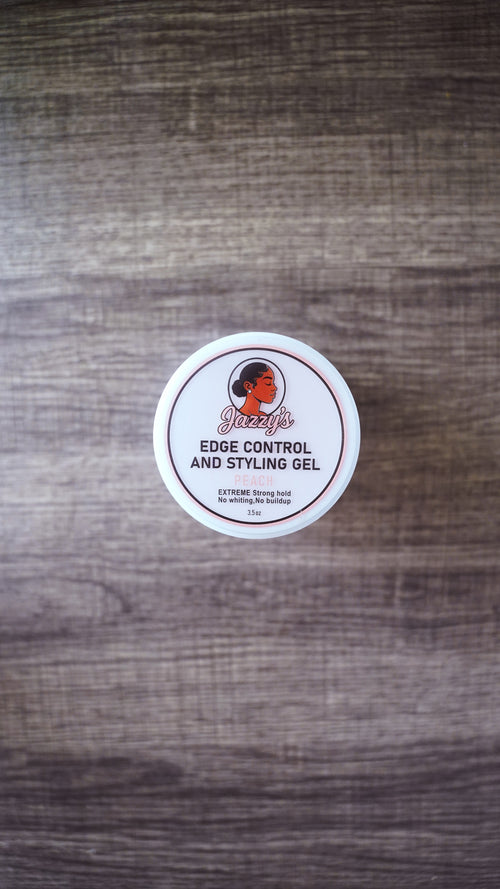 Jazzy's
EDGE CONTROL
AND STYLING GEL
PEACH
EXTREME Strong hold
No whiting,No buildup
3.5oz